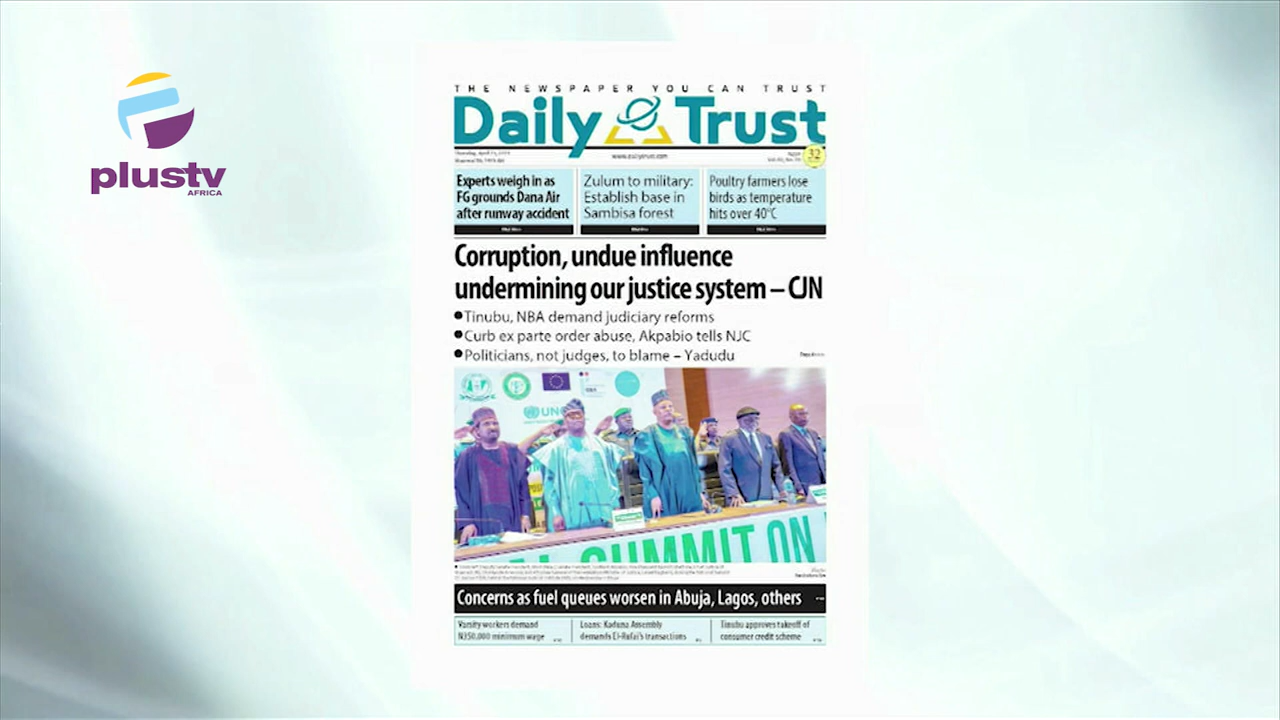 plustv
AFRICA
THE NEWSPAPER YOU CAN TRUST
Daily Trust
www.dailytrust.com
32
Experts weigh in as
FG grounds Dana Air
after runway accident
Zulum to military:
Establish base in
Sambisa forest
Poultry farmers lose
birds as temperature
hits over 40°C
Corruption, undue influence
undermining our justice system – CJN
Tinubu, NBA demand judiciary reforms
Curb ex parte order abuse, Akpabio tells NJC
Politicians, not judges, to blame – Yadudu
SUMMIT ON
Concerns as fuel queues worsen in Abuja, Lagos, others
Varsity workers demand
minimum wage
Loans: Kaduna Assembly
demands El-Rufai's transactions
Tinubu approves takeoff of
consumer credit scheme